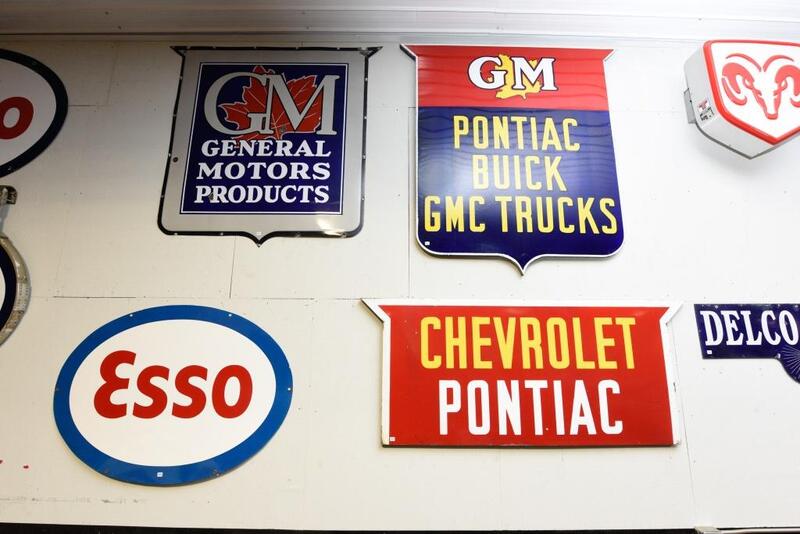 GM
GENERAL
MOTORS
PRODUCTS
GM
PONTIAC
BUICK
GMC TRUCKS
Esso
CHEVROLET
PONTIAC
DELCO